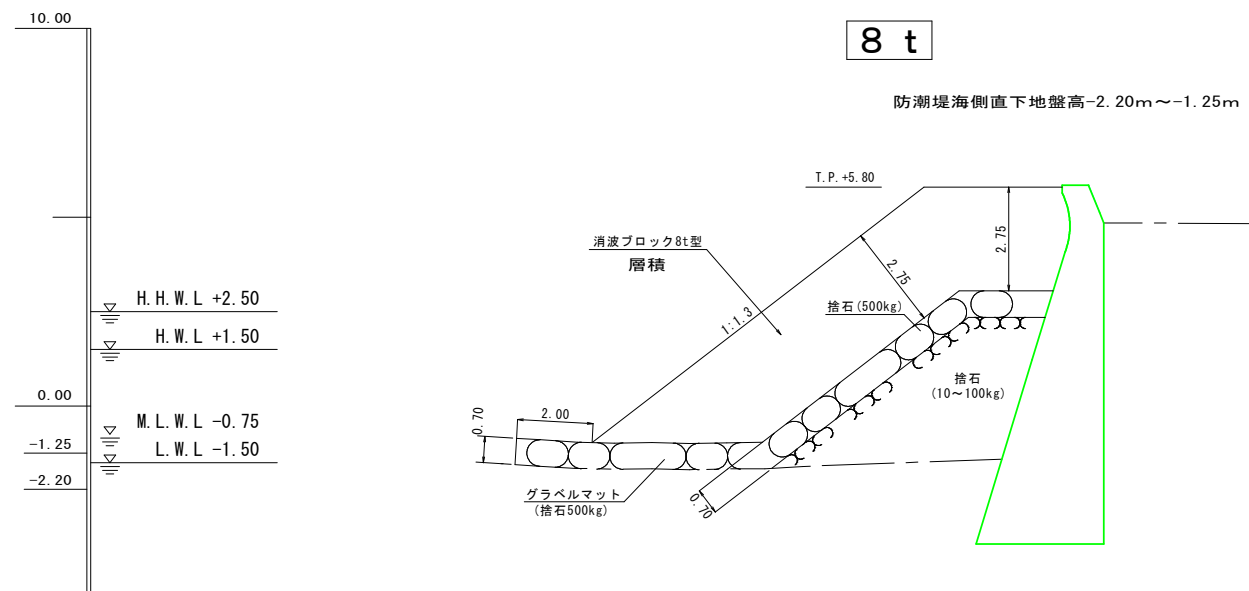 10.00
8 t
防潮堤海側直下地盤高-2.20m～-1.25m
T.P.+5.80
消波ブロック8t型
層積
2.75
2.75
H.H.W.L +2.50
捨石(500kg)
1:1.3
H.W.L +1.50
捨石
(10～100kg)
0.00
M.L.W.L -0.75
0.70
2.00
-1.25
L.W.L -1.50
-2.20
グラベルマット
(捨石500kg)
0.70